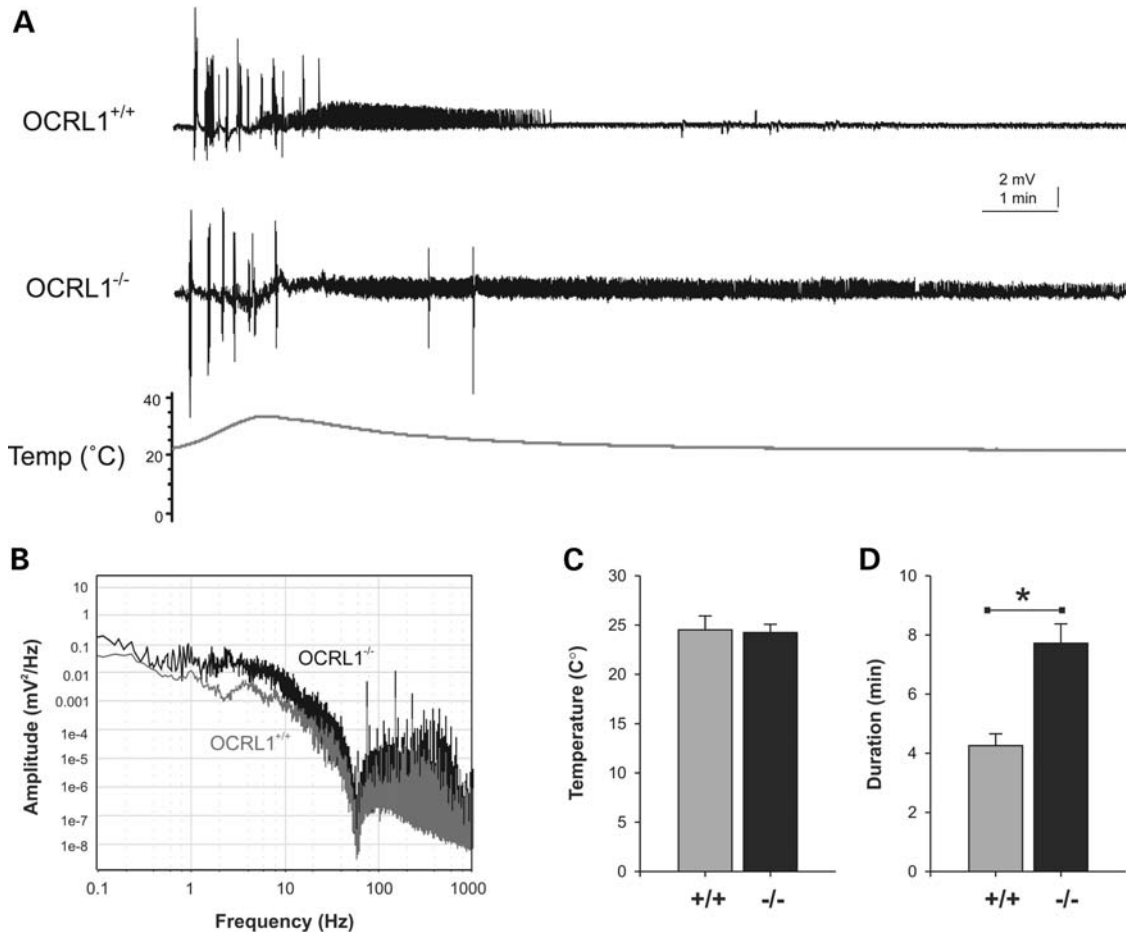 A
OCRL1+/+
2 mV
1 min
OCRL1-/-
40
20
0
Temp (˚C)
B
10
1
0.1
0.01
0.001
1e-4
1e-5
1e-6
1e-7
1e-8
Amplitude (mV²/Hz)
OCRL1-/-
OCRL1+/+
0.1
1
10
100
1000
Frequency (Hz)
C
30
25
20
15
10
5
0
Temperature (C°)
+/+
-/-
D
10
8
6
4
2
0
Duration (min)
*
+/+
-/-